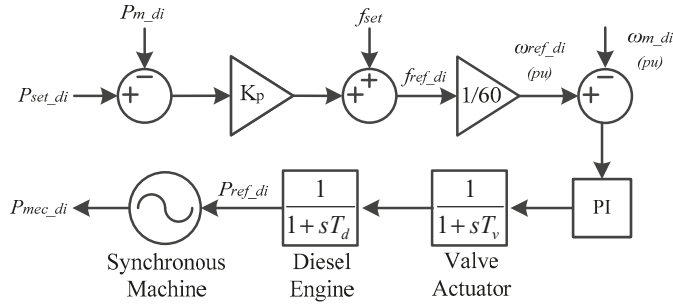 P_m_di
f_set
ω_ref_di
(pu)
ω_m_di
(pu)
−
+
−
P_set_di
+
K_p
+
f_ref_di
1/60
+
1
1 + sT_d
P_ref_di
1
1 + sT_v
PI
P_mec_di
Synchronous
Machine
Diesel
Engine
Valve
Actuator